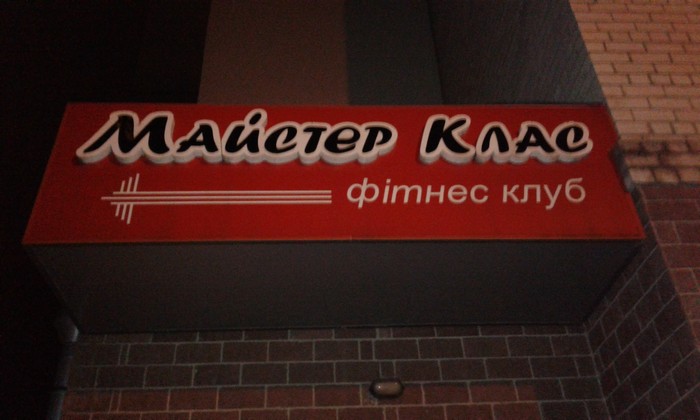 Майстер Клас
фітнес клуб